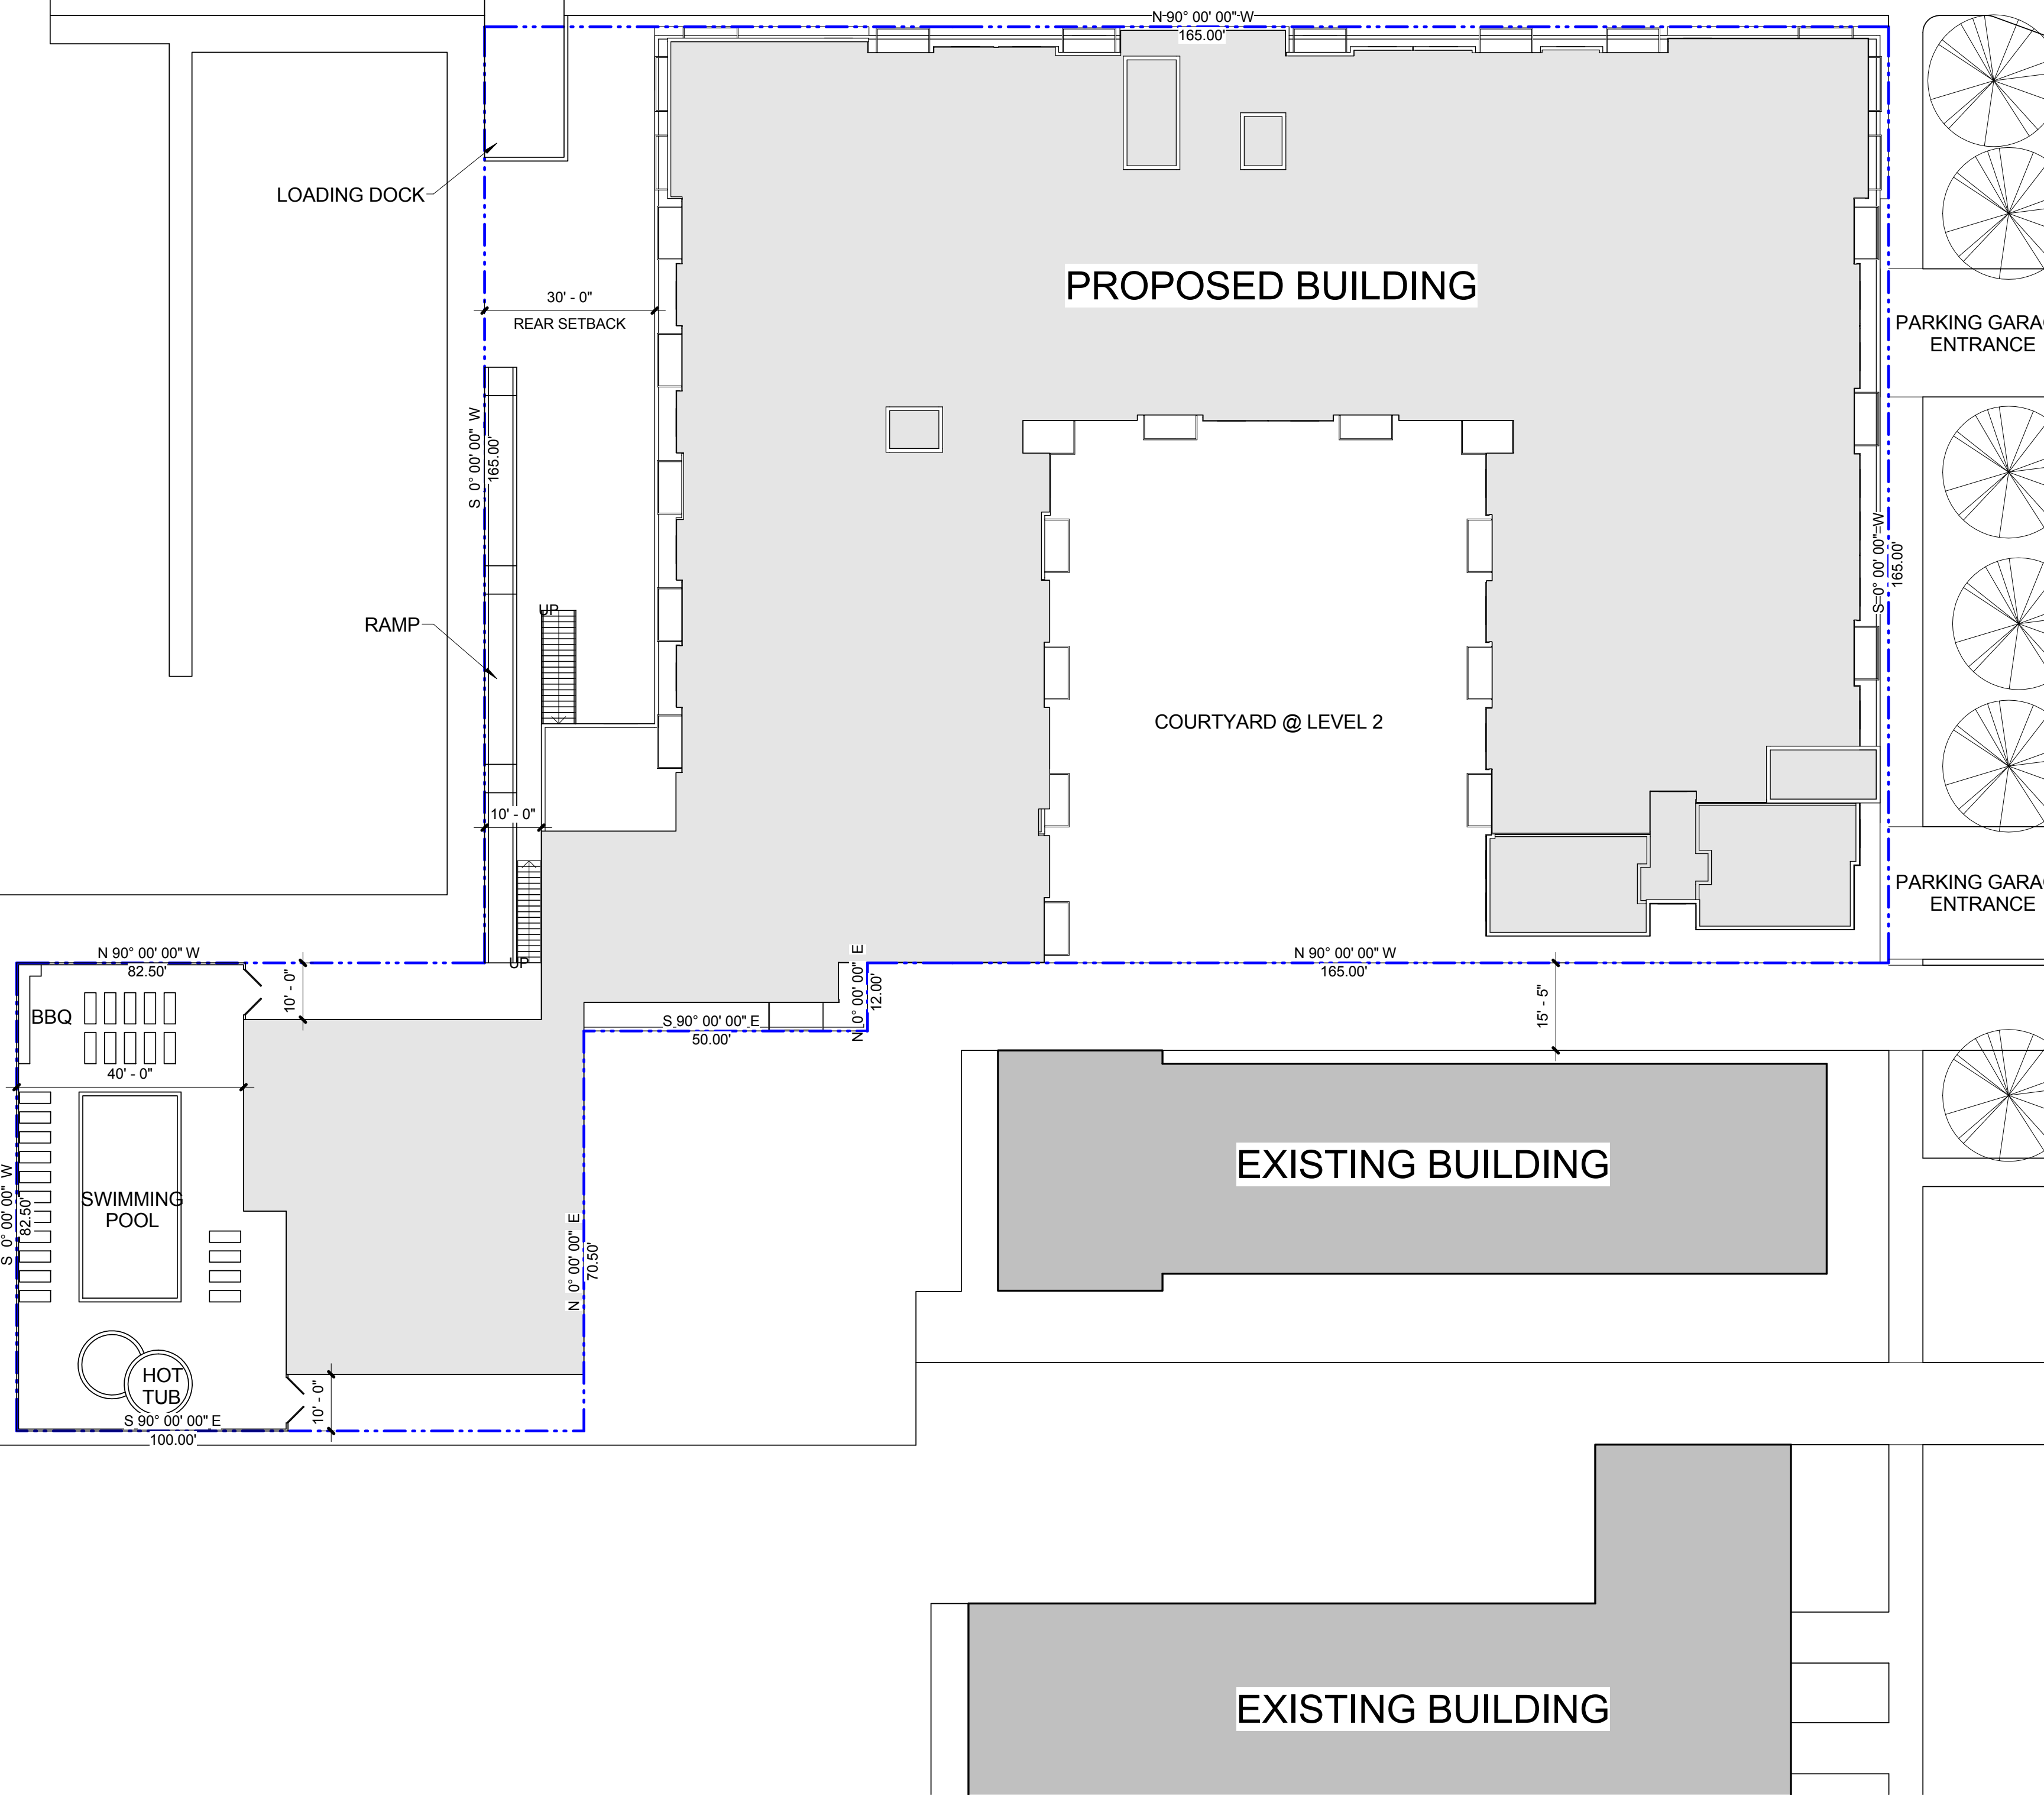 N 90° 00' 00" W
165.00'
LOADING DOCK
PROPOSED BUILDING
30' - 0"
REAR SETBACK
PARKING
ENTRANCE
S 0° 00' 00" W
165.00'
S 0° 00' 00" W
165.00'
UP
RAMP
COURTYARD @ LEVEL 2
10' - 0"
PARKING
ENTRANCE
UP
N 90° 00' 00" W
82.50'
10' - 0"
N 0° 00' 00" E
12.00'
N 90° 00' 00" W
165.00'
15' - 5"
BBQ
S 90° 00' 00" E
50.00'
40' - 0"
EXISTING BUILDING
SWIMMING
POOL
S 0° 00' 00" W
82.50'
N 0° 00' 00" E
70.50'
HOT
TUB
10' - 0"
S 90° 00' 00" E
100.00'
EXISTING BUILDING